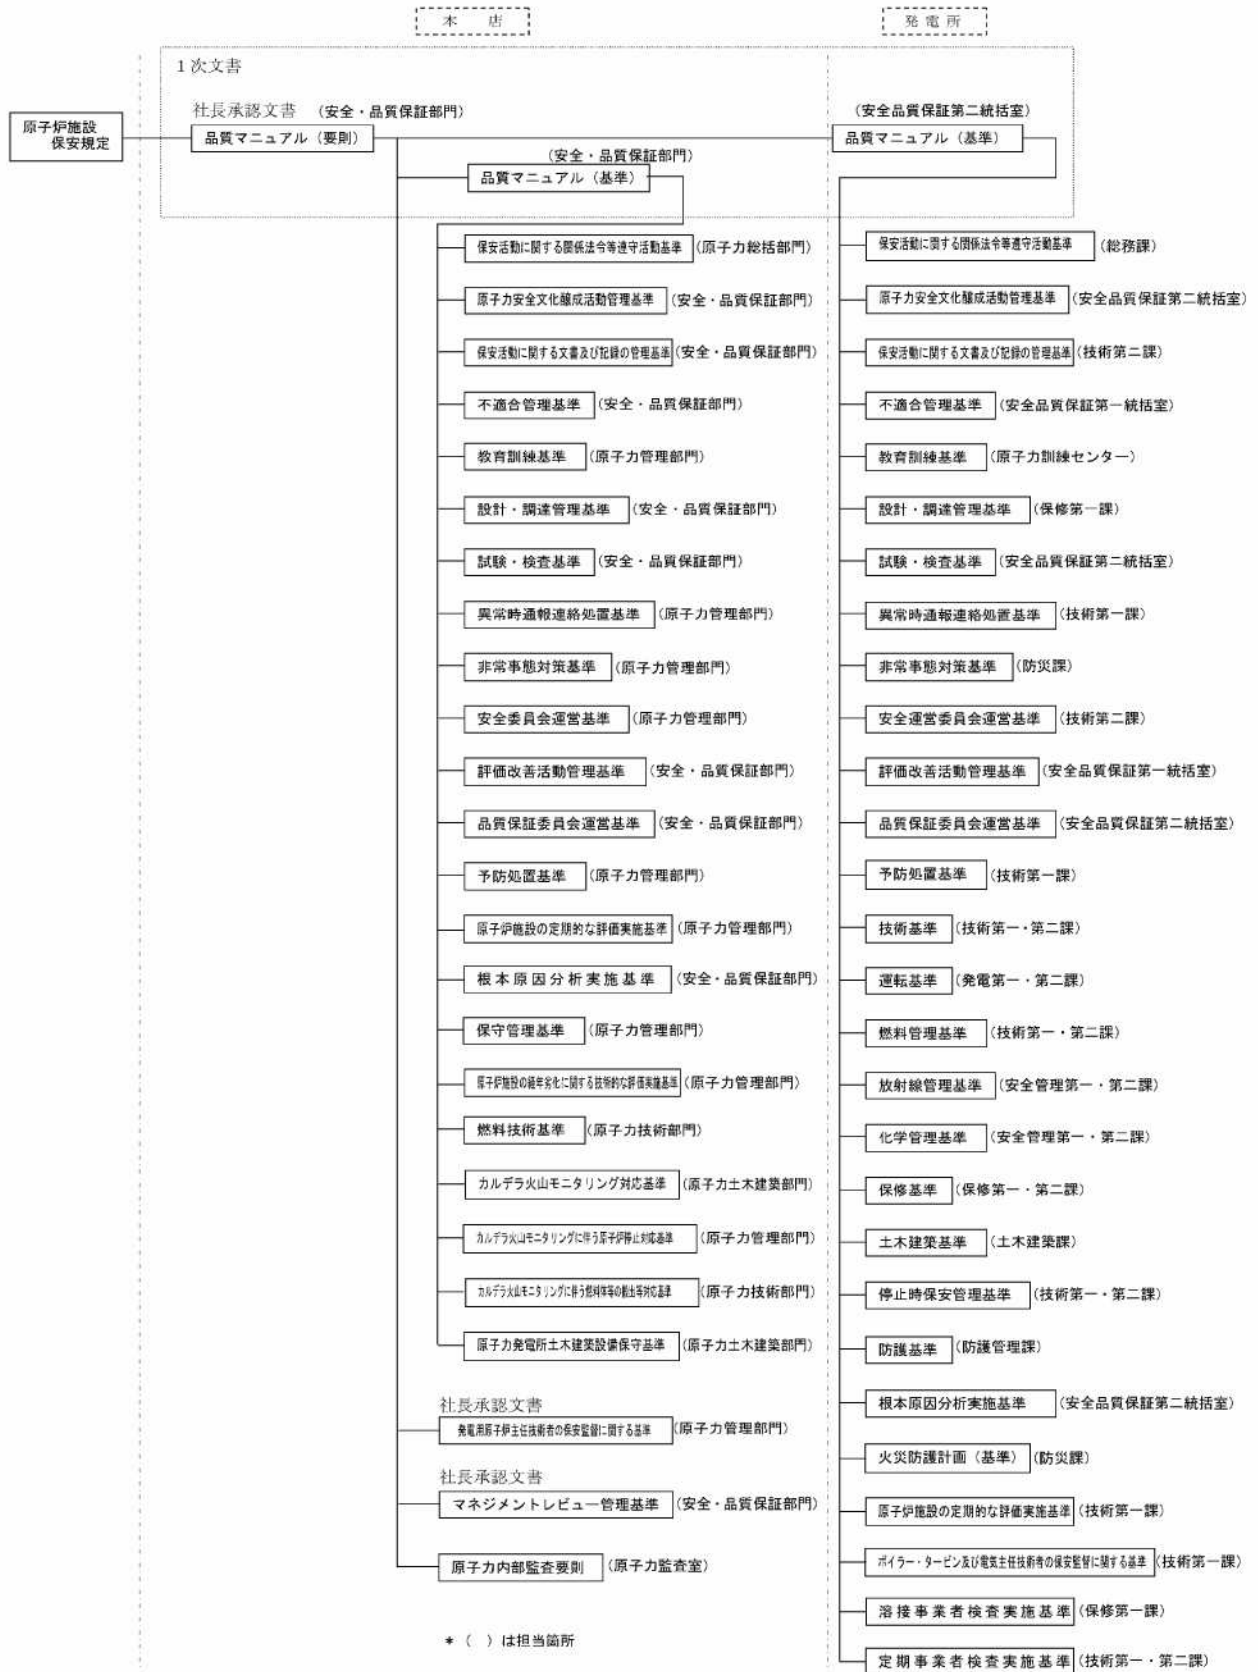 本　店
発電所
1次文書
社長承認文書 (安全・品質保証部門)
(安全品質保証第二統括室)
原子炉施設
保安規定
品質マニュアル（要則）
品質マニュアル（基準）
(安全・品質保証部門)
品質マニュアル（基準）
保安活動に関する関係法令等遵守活動基準 (原子力総括部門)
原子力安全文化醸成活動管理基準 (安全・品質保証部門)
保安活動に関する文書及び記録の管理基準 (安全・品質保証部門)
不適合管理基準 (安全・品質保証部門)
教育訓練基準 (原子力管理部門)
設計・調達管理基準 (安全・品質保証部門)
試験・検査基準 (安全・品質保証部門)
異常時通報連絡処置基準 (原子力管理部門)
非常事態対策基準 (原子力管理部門)
安全委員会運営基準 (原子力管理部門)
評価改善活動管理基準 (安全・品質保証部門)
品質保証委員会運営基準 (安全・品質保証部門)
予防処置基準 (原子力管理部門)
原子炉施設の定期的な評価実施基準 (原子力管理部門)
根本原因分析実施基準 (安全・品質保証部門)
保守管理基準 (原子力管理部門)
原子炉施設の経年劣化に関する技術的な評価実施基準 (原子力管理部門)
燃料技術基準 (原子力技術部門)
カルデラ火山モニタリング対応基準 (原子力土木建築部門)
カルデラ火山モニタリングに伴う原子炉停止対応基準 (原子力管理部門)
カルデラ火山モニタリングに伴う燃料体等の搬出等対応基準 (原子力技術部門)
原子力発電所土木建築設備保守基準 (原子力土木建築部門)
社長承認文書
発電用原子炉主任技術者の保安監督に関する基準 (原子力管理部門)
社長承認文書
マネジメントレビュー管理基準 (安全・品質保証部門)
原子力内部監査要則 (原子力監査室)
＊（　）は担当箇所
保安活動に関する関係法令等遵守活動基準 (総務課)
原子力安全文化醸成活動管理基準 (安全品質保証第二統括室)
保安活動に関する文書及び記録の管理基準 (技術第二課)
不適合管理基準 (安全品質保証第一統括室)
教育訓練基準 (原子力訓練センター)
設計・調達管理基準 (保修第一課)
試験・検査基準 (安全品質保証第二統括室)
異常時通報連絡処置基準 (技術第一課)
非常事態対策基準 (防災課)
安全運営委員会運営基準 (技術第二課)
評価改善活動管理基準 (安全品質保証第一統括室)
品質保証委員会運営基準 (安全品質保証第二統括室)
予防処置基準 (技術第一課)
技術基準 (技術第一・第二課)
運転基準 (発電第一・第二課)
燃料管理基準 (技術第一・第二課)
放射線管理基準 (安全管理第一・第二課)
化学管理基準 (安全管理第一・第二課)
保修基準 (保修第一・第二課)
土木建築基準 (土木建築課)
停止時保安管理基準 (技術第一・第二課)
防護基準 (防護管理課)
根本原因分析実施基準 (安全品質保証第二統括室)
火災防護計画（基準） (防災課)
原子炉施設の定期的な評価実施基準 (技術第一課)
ボイラー・タービン及び電気主任技術者の保安監督に関する基準 (技術第一課)
溶接事業者検査実施基準 (保修第一課)
定期事業者検査実施基準 (技術第一・第二課)